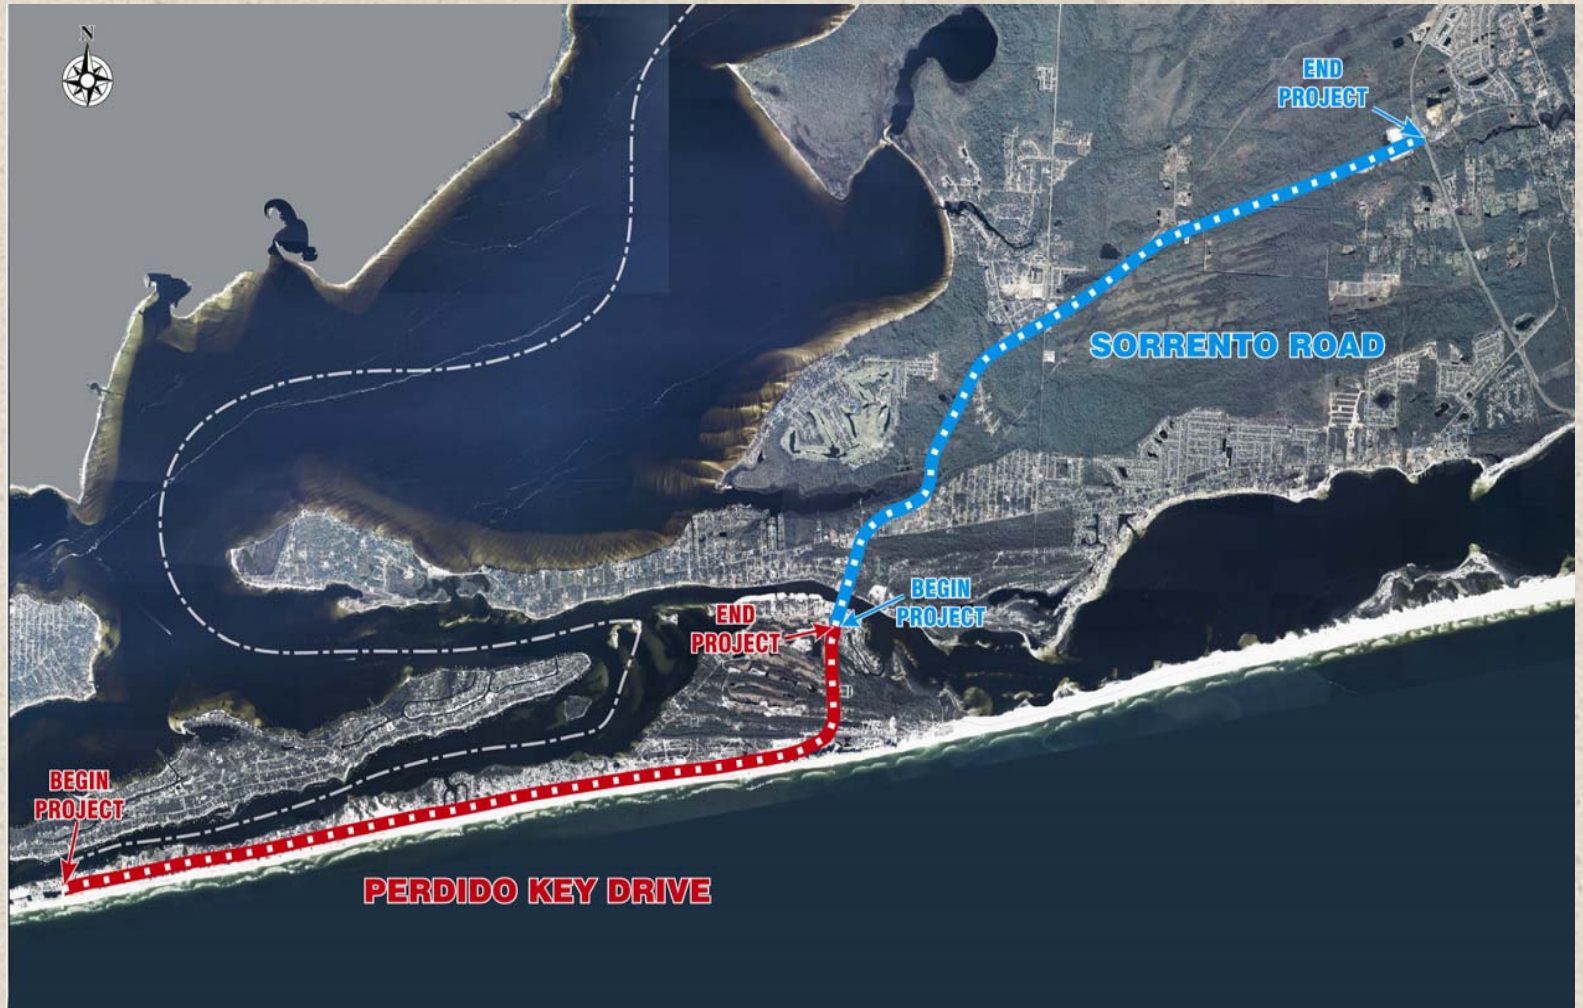 N
END
PROJECT
SORRENTO ROAD
BEGIN
PROJECT
END
PROJECT
BEGIN
PROJECT
PERDIDO KEY DRIVE